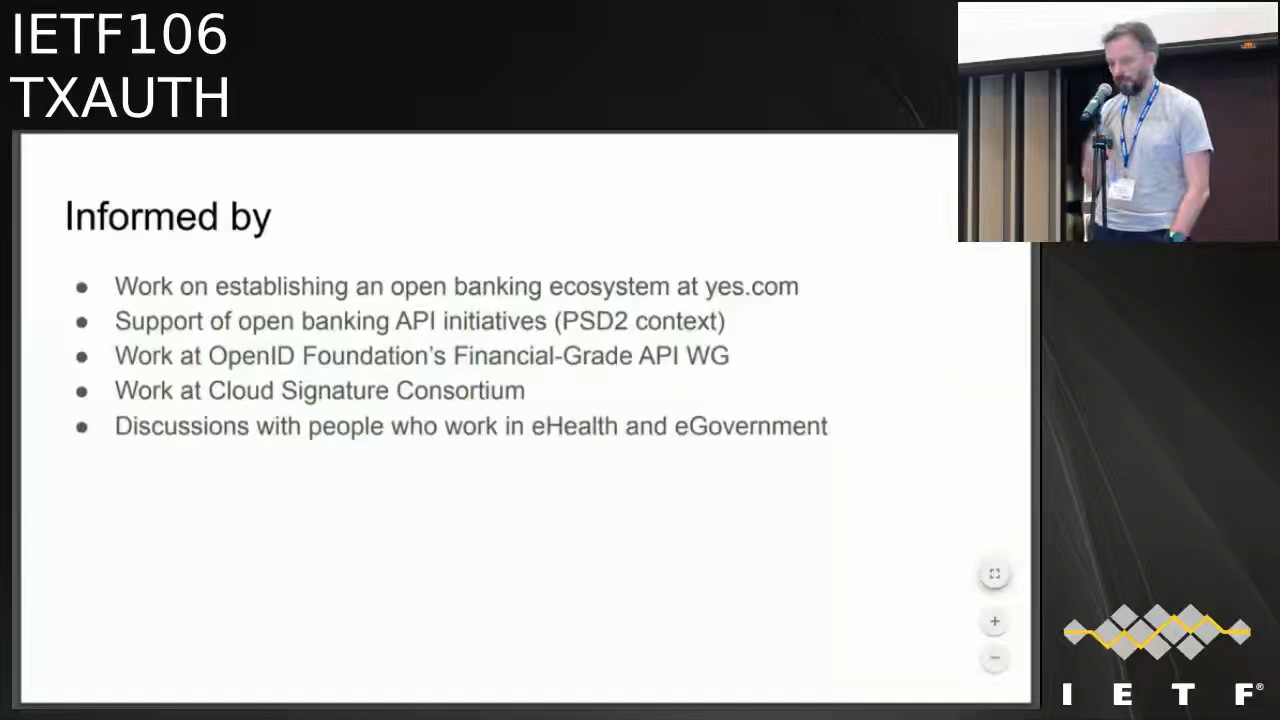 IETF106
TXAUTH
Informed by
● Work on establishing an open banking ecosystem at yes.com
● Support of open banking API initiatives (PSD2 context)
● Work at OpenID Foundation’s Financial-Grade API WG
● Work at Cloud Signature Consortium
● Discussions with people who work in eHealth and eGovernment
I E T F®